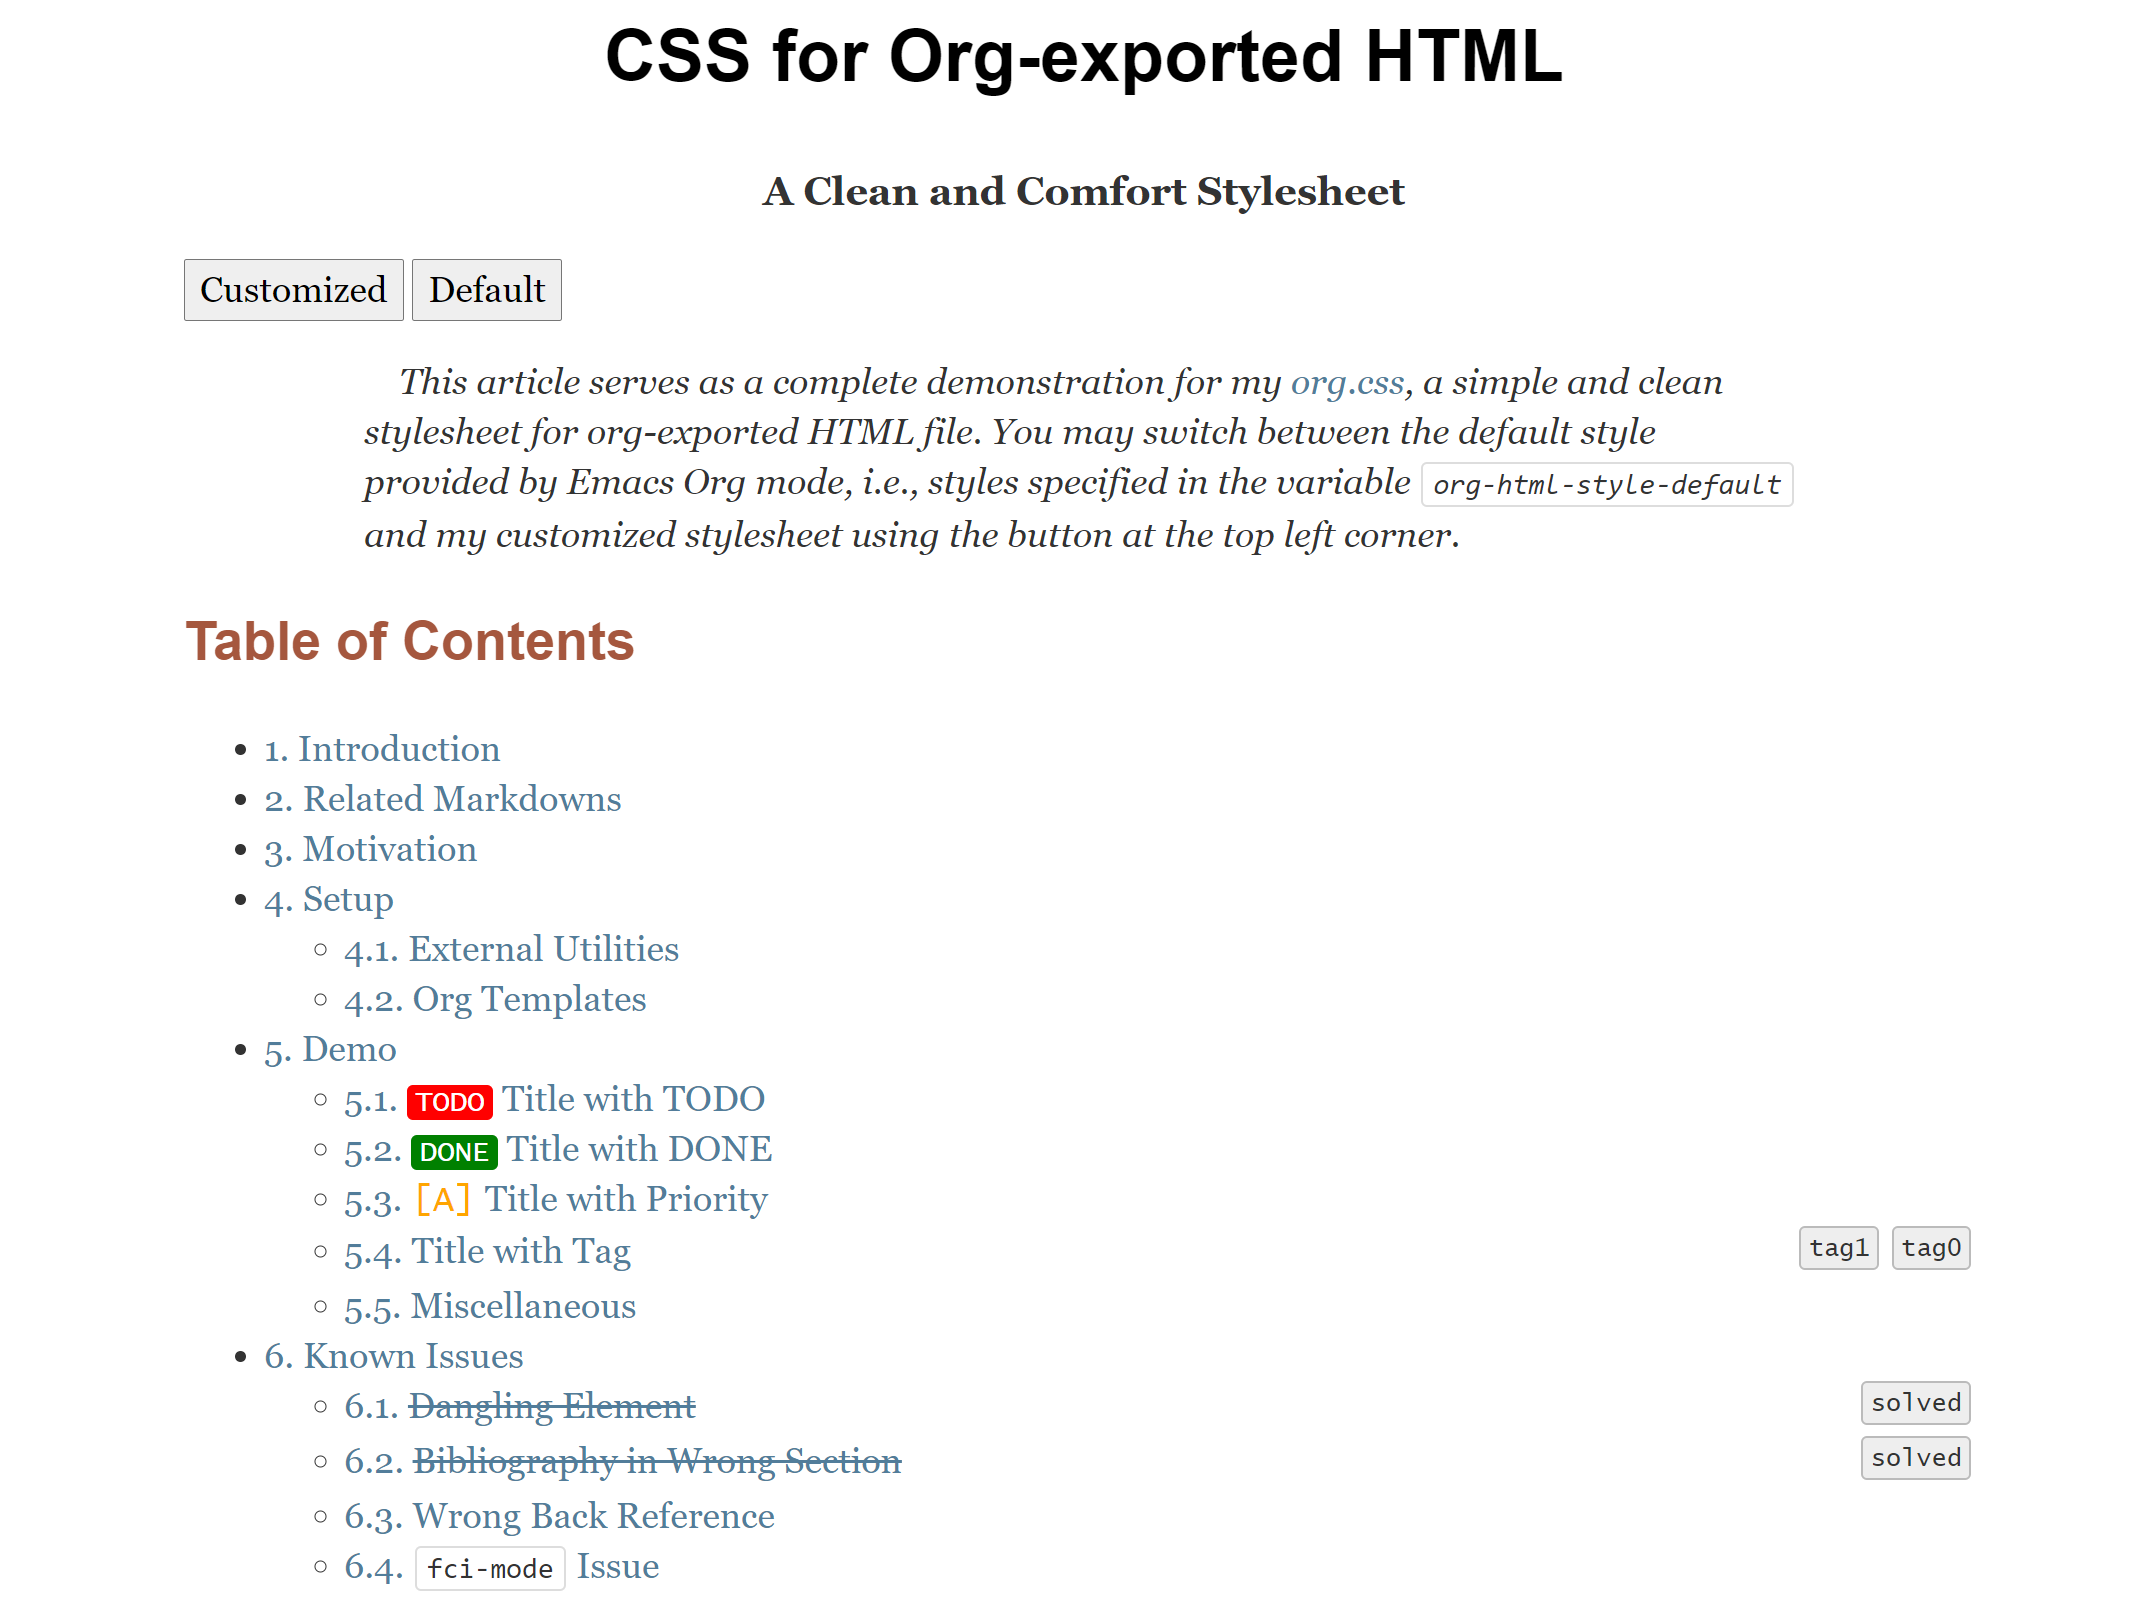 CSS for Org-exported HTML
A Clean and Comfort Stylesheet
Customized Default
This article serves as a complete demonstration for my org.css, a simple and clean
stylesheet for org-exported HTML file. You may switch between the default style
provided by Emacs Org mode, i.e., styles specified in the variable org-html-style-default
and my customized stylesheet using the button at the top left corner.
Table of Contents
1. Introduction
2. Related Markdowns
3. Motivation
4. Setup
4.1. External Utilities
4.2. Org Templates
5. Demo
5.1. TODO Title with TODO
5.2. DONE Title with DONE
5.3. [A] Title with Priority
5.4. Title with Tag tag1 tag0
5.5. Miscellaneous
6. Known Issues
6.1. Dangling Element solved
6.2. Bibliography in Wrong Section solved
6.3. Wrong Back Reference
6.4. fci-mode Issue